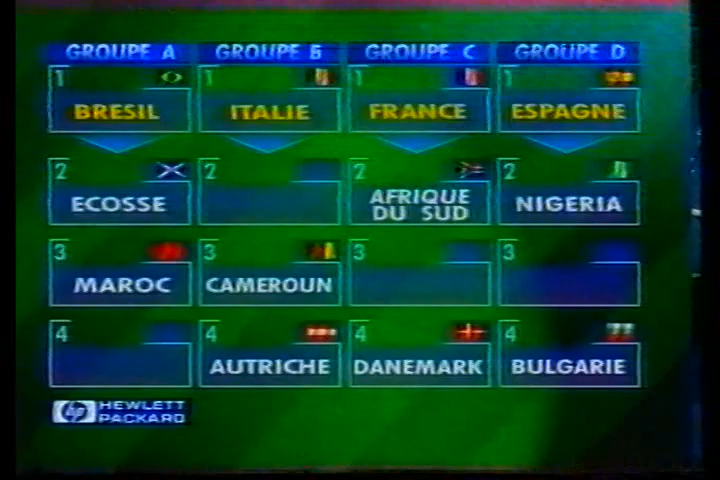 GROUPE A GROUPE B GROUPE C GROUPE D
1 1 1 1
BRESIL ITALIE FRANCE ESPAGNE
2 2 2 2
ECOSSE AFRIQUE DU SUD NIGERIA
3 3 3 3
MAROC CAMEROUN
4 4 4 4
AUTRICHE DANEMARK BULGARIE
hp HEWLETT
PACKARD